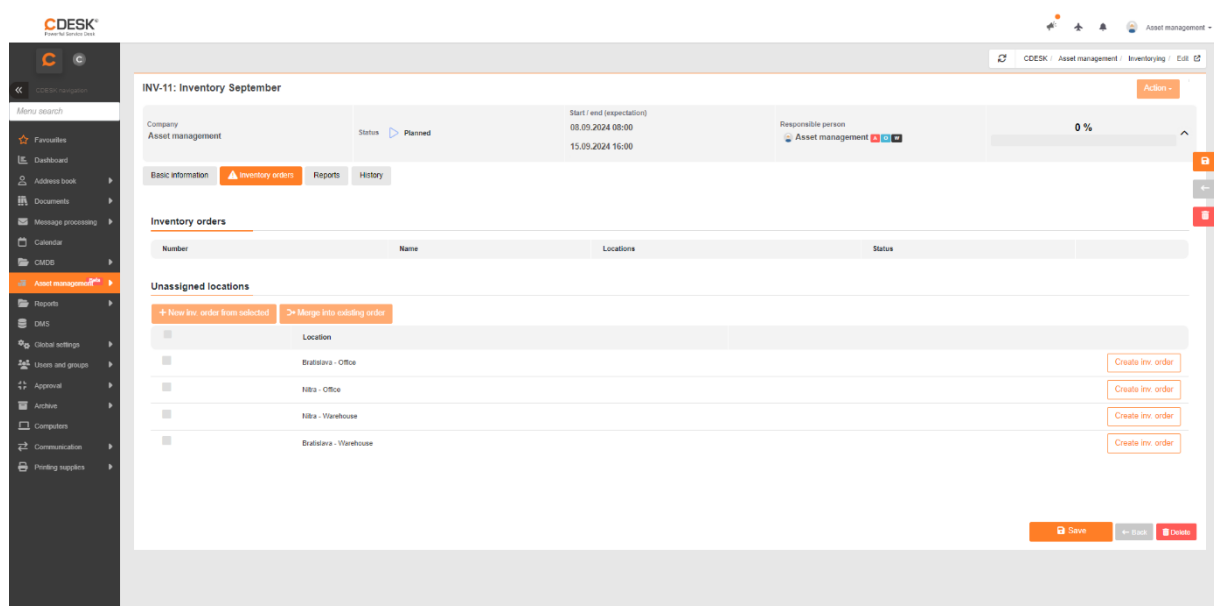 CDESK®
Powerful Service Desk
Asset management
C C
CDESK / Asset management / Inventorying / Edit
CDESK navigation
Menu search
Favourites
Dashboard
Address book
Documents
Message processing
Calendar
CMDB
Asset management Beta
Reports
DMS
Global settings
Users and groups
Approval
Archive
Computers
Communication
Printing supplies
INV-11: Inventory September
Action
Company
Asset management
Status Planned
Start / end (expectation)
08.09.2024 08:00
15.09.2024 16:00
Responsible person
Asset management A O W
0 %
Basic information Inventory orders Reports History
Inventory orders
Number Name Locations Status
Unassigned locations
+ New inv. order from selected Merge into existing order
Location
Bratislava - Office Create inv. order
Nitra - Office Create inv. order
Nitra - Warehouse Create inv. order
Bratislava - Warehouse Create inv. order
Save Back Delete